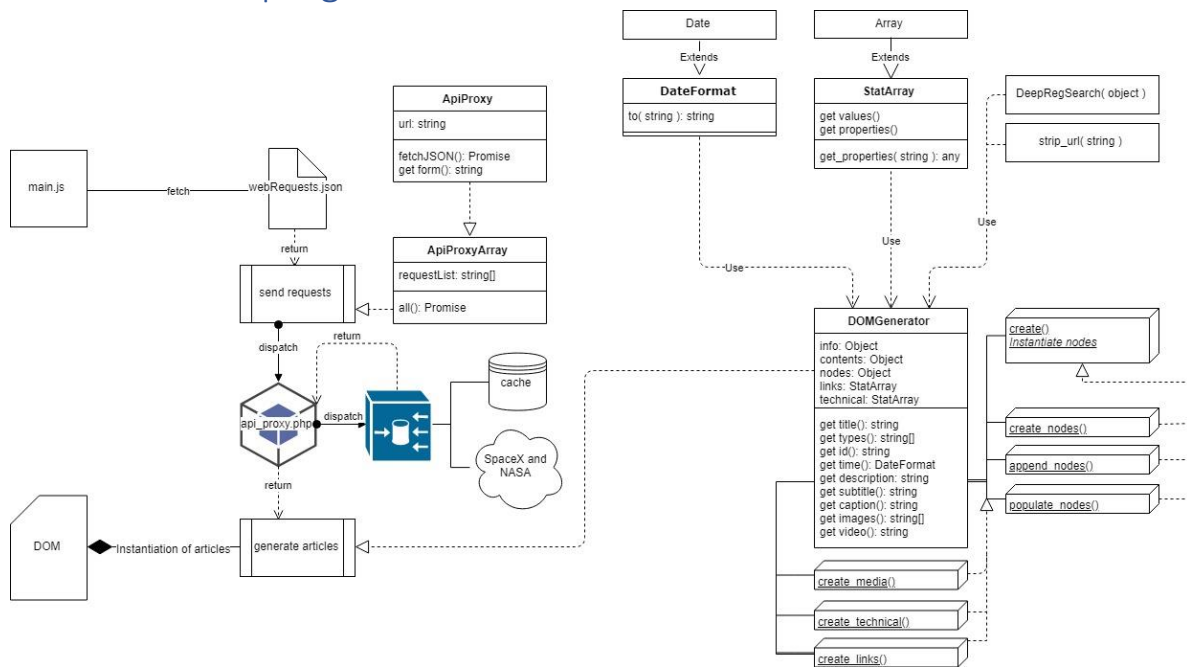 Date
Array
Extends
Extends
ApiProxy
url: string
fetchJSON(): Promise
get form(): string
DateFormat
to( string ): string
StatArray
get values()
get properties()
get_properties( string ): any
DeepRegSearch( object )
strip_url( string )
main.js
fetch
webRequests.json
return
ApiProxyArray
requestList: string[]
all(): Promise
send requests
Use
Use
Use
dispatch
return
api_proxy.php
dispatch
cache
SpaceX and
NASA
return
DOM
Instantiation of articles
generate articles
DOMGenerator
info: Object
contents: Object
nodes: Object
links: StatArray
technical: StatArray
get title(): string
get types(): string[]
get id(): string
get time(): DateFormat
get description: string
get subtitle(): string
get caption(): string
get images(): string[]
get video(): string
create()
Instantiate nodes
create_nodes()
append_nodes()
populate_nodes()
create_media()
create_technical()
create_links()